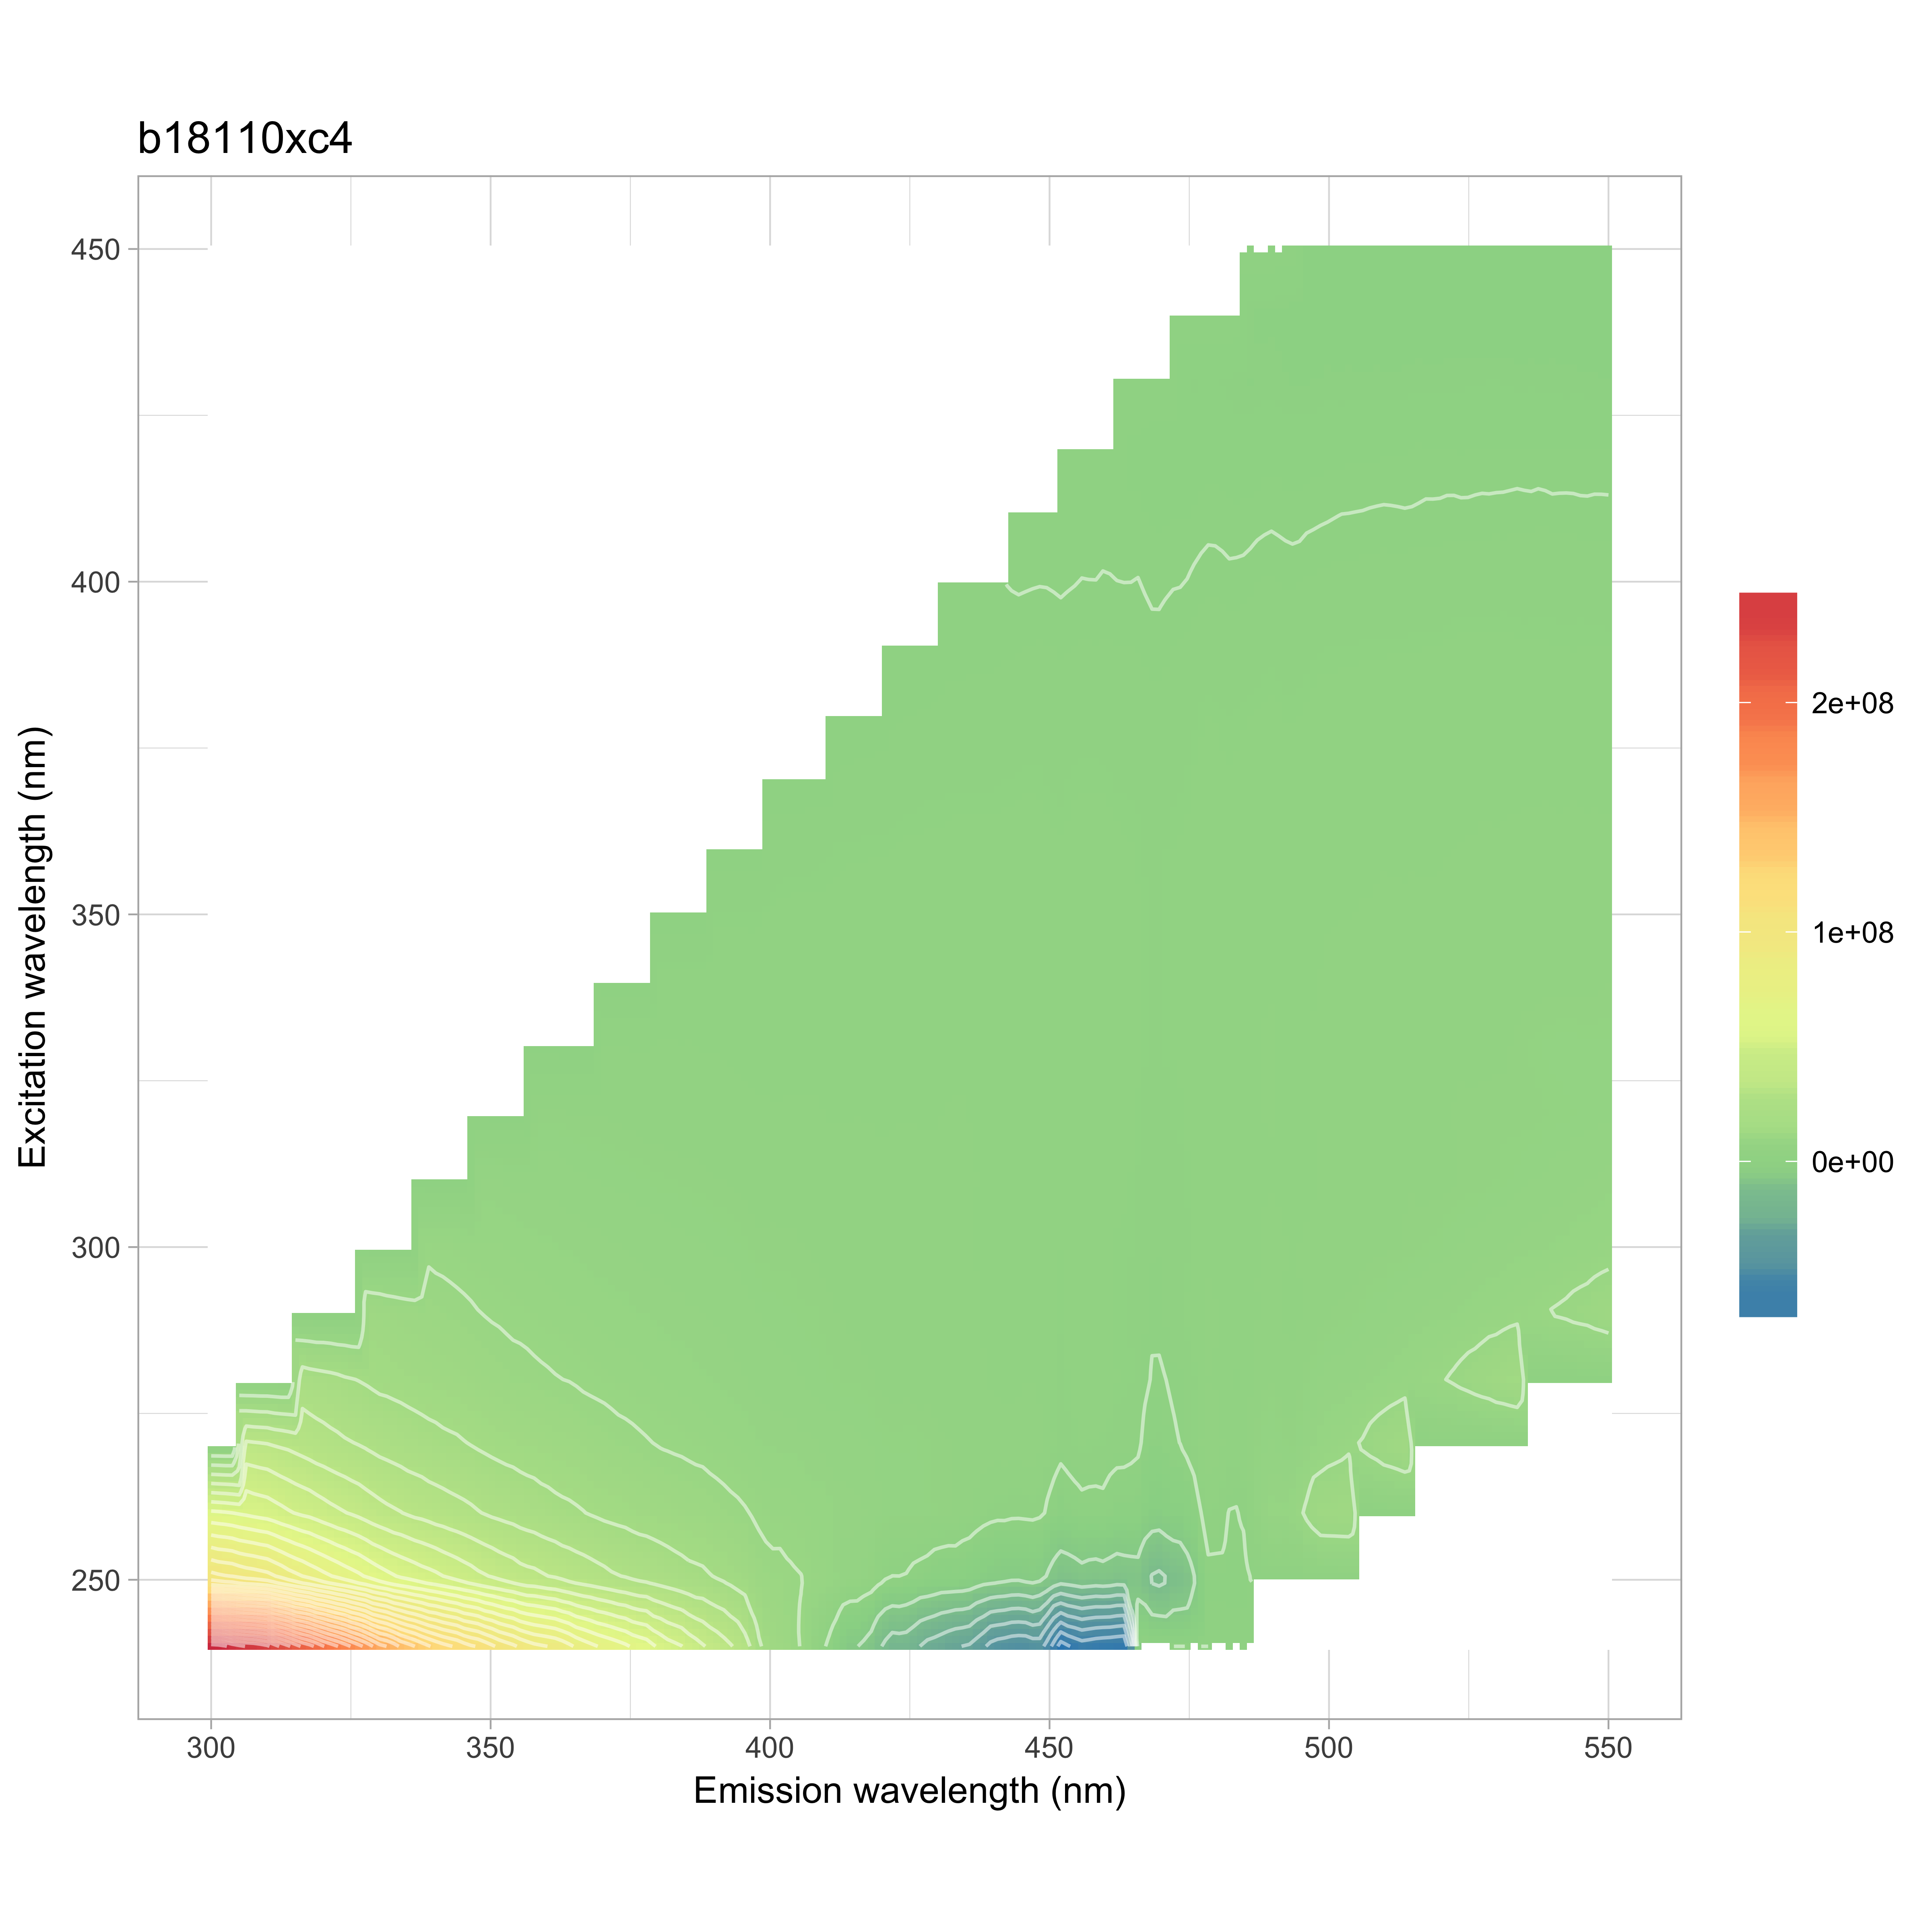 b18110xc4
450
400
350
300
250
Excitation wavelength (nm)
300 350 400 450 500 550
Emission wavelength (nm)
2e+08
1e+08
0e+00